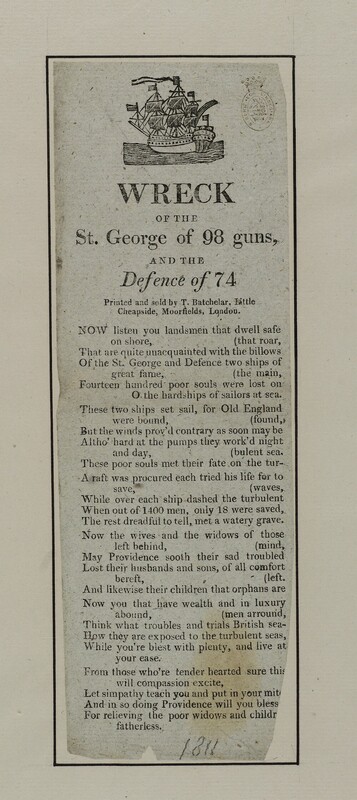 WRECK
OF THE
St. George of 98 guns,
AND THE
Defence of 74
Printed and sold by T. Batchelar, Little
Cheapside, Moorfields, London.
NOW listen you landsmen that dwell safe
on shore, (that roar,
That are quite unacquainted with the billows
Of the St. George and Defence two ships of
great fame, (the main,
Fourteen hundred poor souls were lost on
O the hardships of sailors at sea.
These two ships set sail, for Old England
were bound, (found,
But the winds prov'd contrary as soon may be
Altho' hard at the pumps they work'd night
and day, (bulent sea.
These poor souls met their fate on the tur-
A raft was procured each tried his life for to
save, (waves,
While over each ship dashed the turbulent
When out of 1400 men, only 18 were saved,
The rest dreadful to tell, met a watery grave.
Now the wives and the widows of those
left behind, (mind,
May Providence sooth their sad troubled
Lost their husbands and sons, of all comfort
bereft, (left.
And likewise their children that orphans are
Now you that have wealth and in luxury
abound, (men arround,
Think what troubles and trials British sea-
How they are exposed to the turbulent seas,
While you're blest with plenty, and live at
your ease.
From those who're tender hearted sure this
will compassion excite,
Let simpathy teach you and put in your mit
And in so doing Providence will you bless
For relieving the poor widows and childr
fatherless.
1811